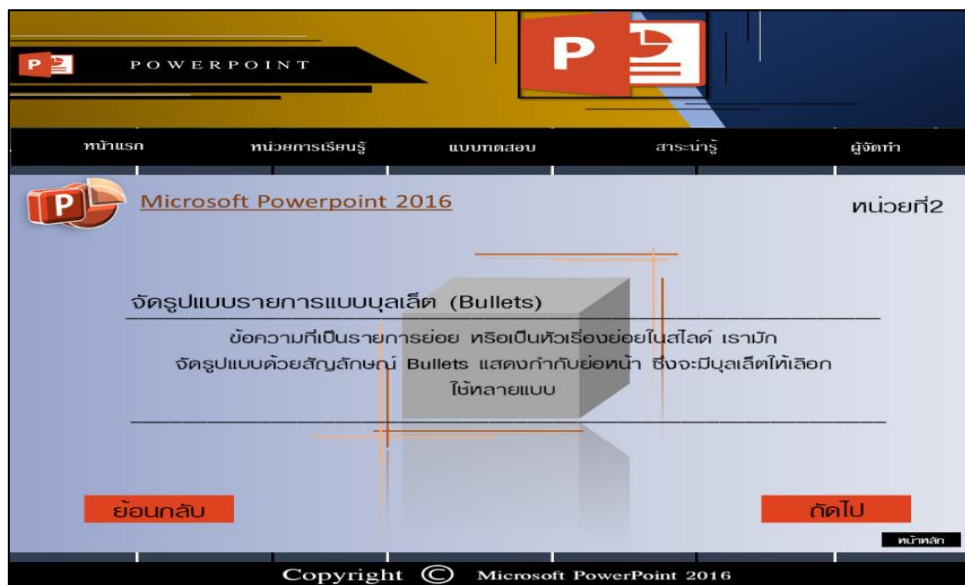 P POWERPOINT
P
หน้าแรก หน่วยการเรียนรู้ แบบทดสอบ สาระน่ารู้ ผู้จัดทำ
P Microsoft Powerpoint 2016 หน่วยที่2
จัดรูปแบบรายการแบบบุลเล็ต (Bullets)
ข้อความที่เป็นรายการย่อย หรือเป็นหัวเรื่องย่อยในสไลด์ เรามัก
จัดรูปแบบด้วยสัญลักษณ์ Bullets แสดงกำกับย่อหน้า ซึ่งจะมีบุลเล็ตให้เลือก
ใช้หลายแบบ
ย้อนกลับ ถัดไป
หน้าหลัก
Copyright © Microsoft PowerPoint 2016